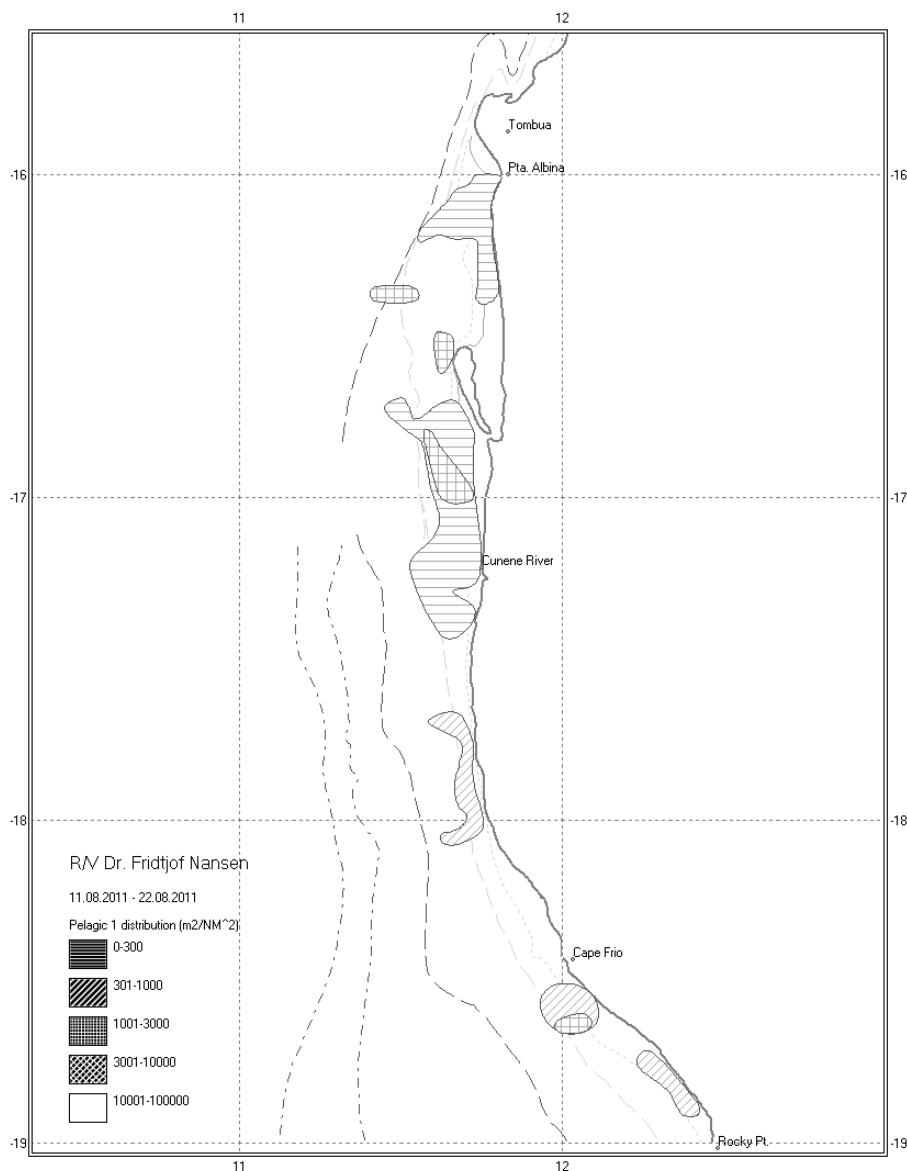 11 12
Tombua
-16 Pta. Albina -16
-17 -17
Cunene River
-18 -18
R/V Dr. Fridtjof Nansen
11.08.2011 - 22.08.2011
Pelagic 1 distribution (m2/NM^2)
0-300
Cape Frio
301-1000
1001-3000
3001-10000
10001-100000
-19 -19
Rocky Pt.
11 12